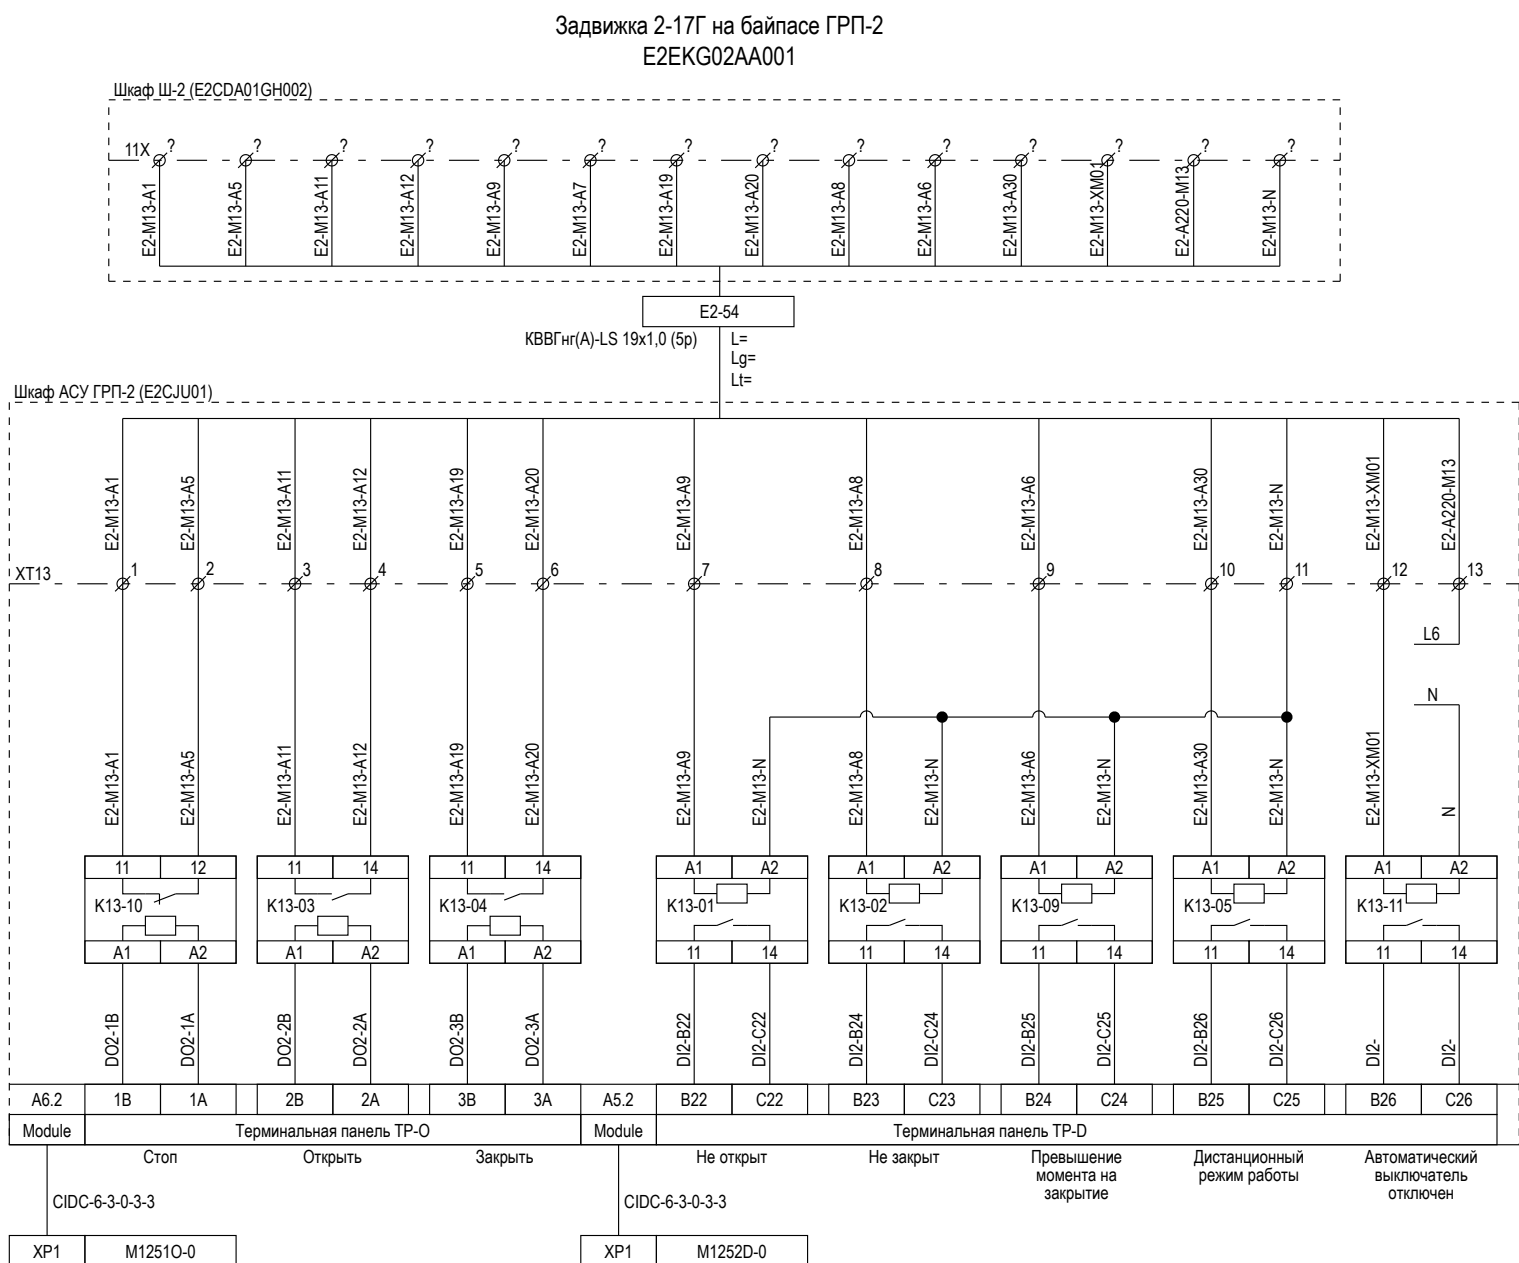 Задвижка 2-17Г на байпасе ГРП-2
E2EKG02AA001
Шкаф Ш-2 (E2CDA01GH002)
11X ? ? ? ? ? ? ? ? ? ? ? ? ? ?
E2-M13-A1 E2-M13-A5 E2-M13-A11 E2-M13-A12 E2-M13-A9 E2-M13-A7 E2-M13-A19 E2-M13-A20 E2-M13-A8 E2-M13-A6 E2-M13-A30 E2-M13-XM01 E2-A220-M13 E2-M13-N
E2-54
КВВГнг(А)-LS 19x1,0 (5р) L=
Lg=
Lt=
Шкаф АСУ ГРП-2 (E2CJU01)
E2-M13-A1 E2-M13-A5 E2-M13-A11 E2-M13-A12 E2-M13-A19 E2-M13-A20 E2-M13-A9 E2-M13-A8 E2-M13-A6 E2-M13-A30 E2-M13-N E2-M13-XM01 E2-A220-M13
XT13 1 2 3 4 5 6 7 8 9 10 11 12 13
L6
N
E2-M13-A1 E2-M13-A5 E2-M13-A11 E2-M13-A12 E2-M13-A19 E2-M13-A20 E2-M13-A9 E2-M13-N E2-M13-A8 E2-M13-N E2-M13-A6 E2-M13-N E2-M13-A30 E2-M13-N E2-M13-XM01 N
11 12 11 14 11 14 A1 A2 A1 A2 A1 A2 A1 A2 A1 A2
K13-10 K13-03 K13-04 K13-01 K13-02 K13-09 K13-05 K13-11
A1 A2 A1 A2 A1 A2 11 14 11 14 11 14 11 14 11 14
DO2-1B DO2-1A DO2-2B DO2-2A DO2-3B DO2-3A DI2-B22 DI2-C22 DI2-B24 DI2-C24 DI2-B25 DI2-C25 DI2-B26 DI2-C26 DI2- DI2-
A6.2 1B 1A 2B 2A 3B 3A A5.2 B22 C22 B23 C23 B24 C24 B25 C25 B26 C26
Module Терминальная панель TP-O Module Терминальная панель TP-D
Стоп Открыть Закрыть Не открыт Не закрыт Превышение Дистанционный Автоматический
момента на режим работы выключатель
закрытие отключен
CIDC-6-3-0-3-3 CIDC-6-3-0-3-3
XP1 M1251O-0 XP1 M1252D-0